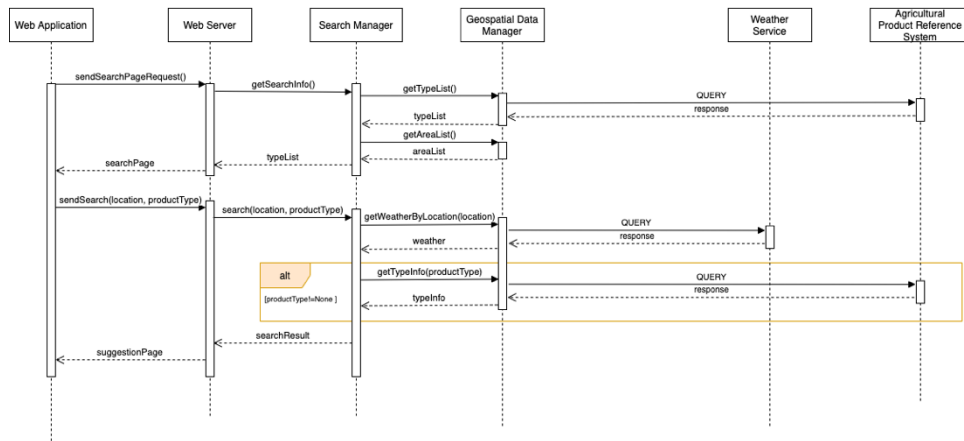 Web Application
Web Server
Search Manager
Geospatial Data
Manager
Weather
Service
Agricultural
Product Reference
System
sendSearchPageRequest()
getSearchInfo()
getTypeList()
QUERY
response
typeList
getAreaList()
areaList
typeList
searchPage
sendSearch(location, productType)
search(location, productType)
getWeatherByLocation(location)
QUERY
response
weather
alt
[productType!=None ]
getTypeInfo(productType)
QUERY
response
typeInfo
searchResult
suggestionPage